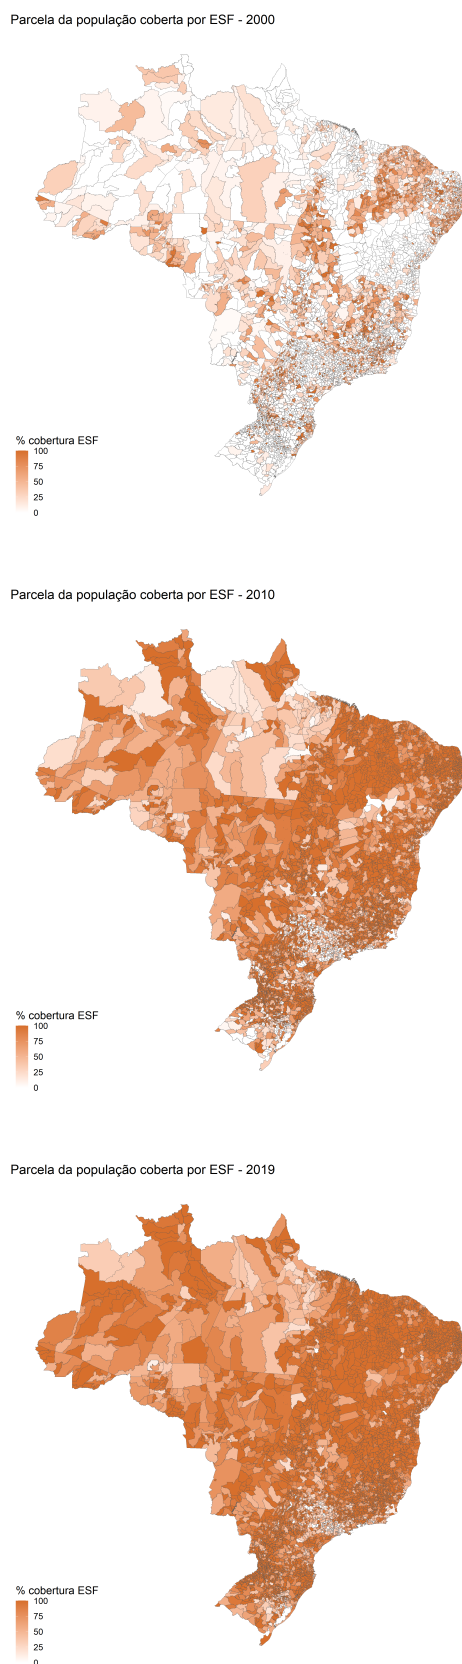 Parcela da população coberta por ESF - 2000
% cobertura ESF
100
75
50
25
0
Parcela da população coberta por ESF - 2010
% cobertura ESF
100
75
50
25
0
Parcela da população coberta por ESF - 2019
% cobertura ESF
100
75
50
25
0